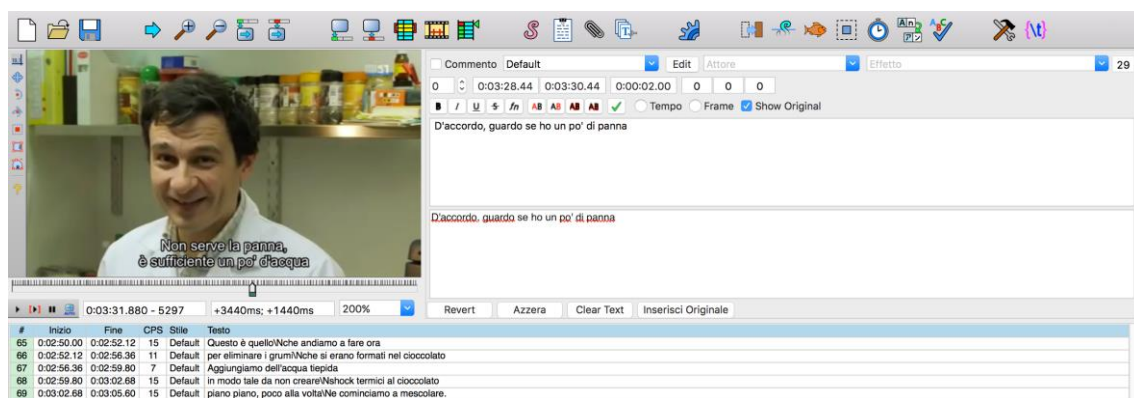 Commento Default Edit Attore Effetto 29
0 0:03:28.44 0:03:30.44 0:00:02.00 0 0 0
B I U S fn AB AB AB AB Tempo Frame Show Original
D'accordo, guardo se ho un po' di panna
D'accordo, guardo se ho un po' di panna
Non serve la panna,
è sufficiente un po' d'acqua
0:03:31.880 - 5297 +3440ms; +1440ms 200% Revert Azzera Clear Text Inserisci Originale
# Inizio Fine CPS Stile Testo
65 0:02:50.00 0:02:52.12 15 Default Questo è quello\Nche andiamo a fare ora
66 0:02:52.12 0:02:56.36 11 Default per eliminare i grumi\Nche si erano formati nel cioccolato
67 0:02:56.36 0:02:59.80 7 Default Aggiungiamo dell'acqua tiepida
68 0:02:59.80 0:03:02.68 15 Default in modo tale da non creare\Nshock termici al cioccolato
69 0:03:02.68 0:03:05.60 15 Default piano piano, poco alla volta\Ne cominciamo a mescolare.